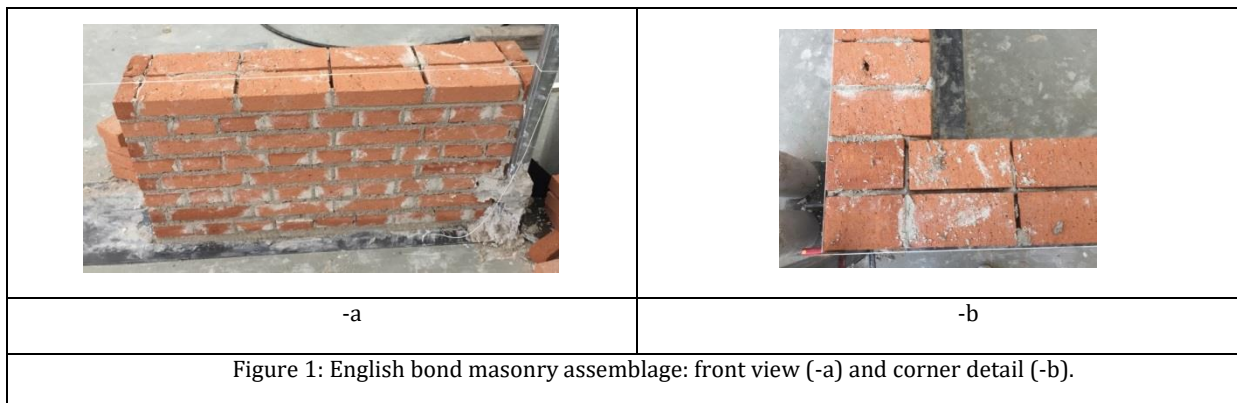 -a
-b
Figure 1: English bond masonry assemblage: front view (-a) and corner detail (-b).